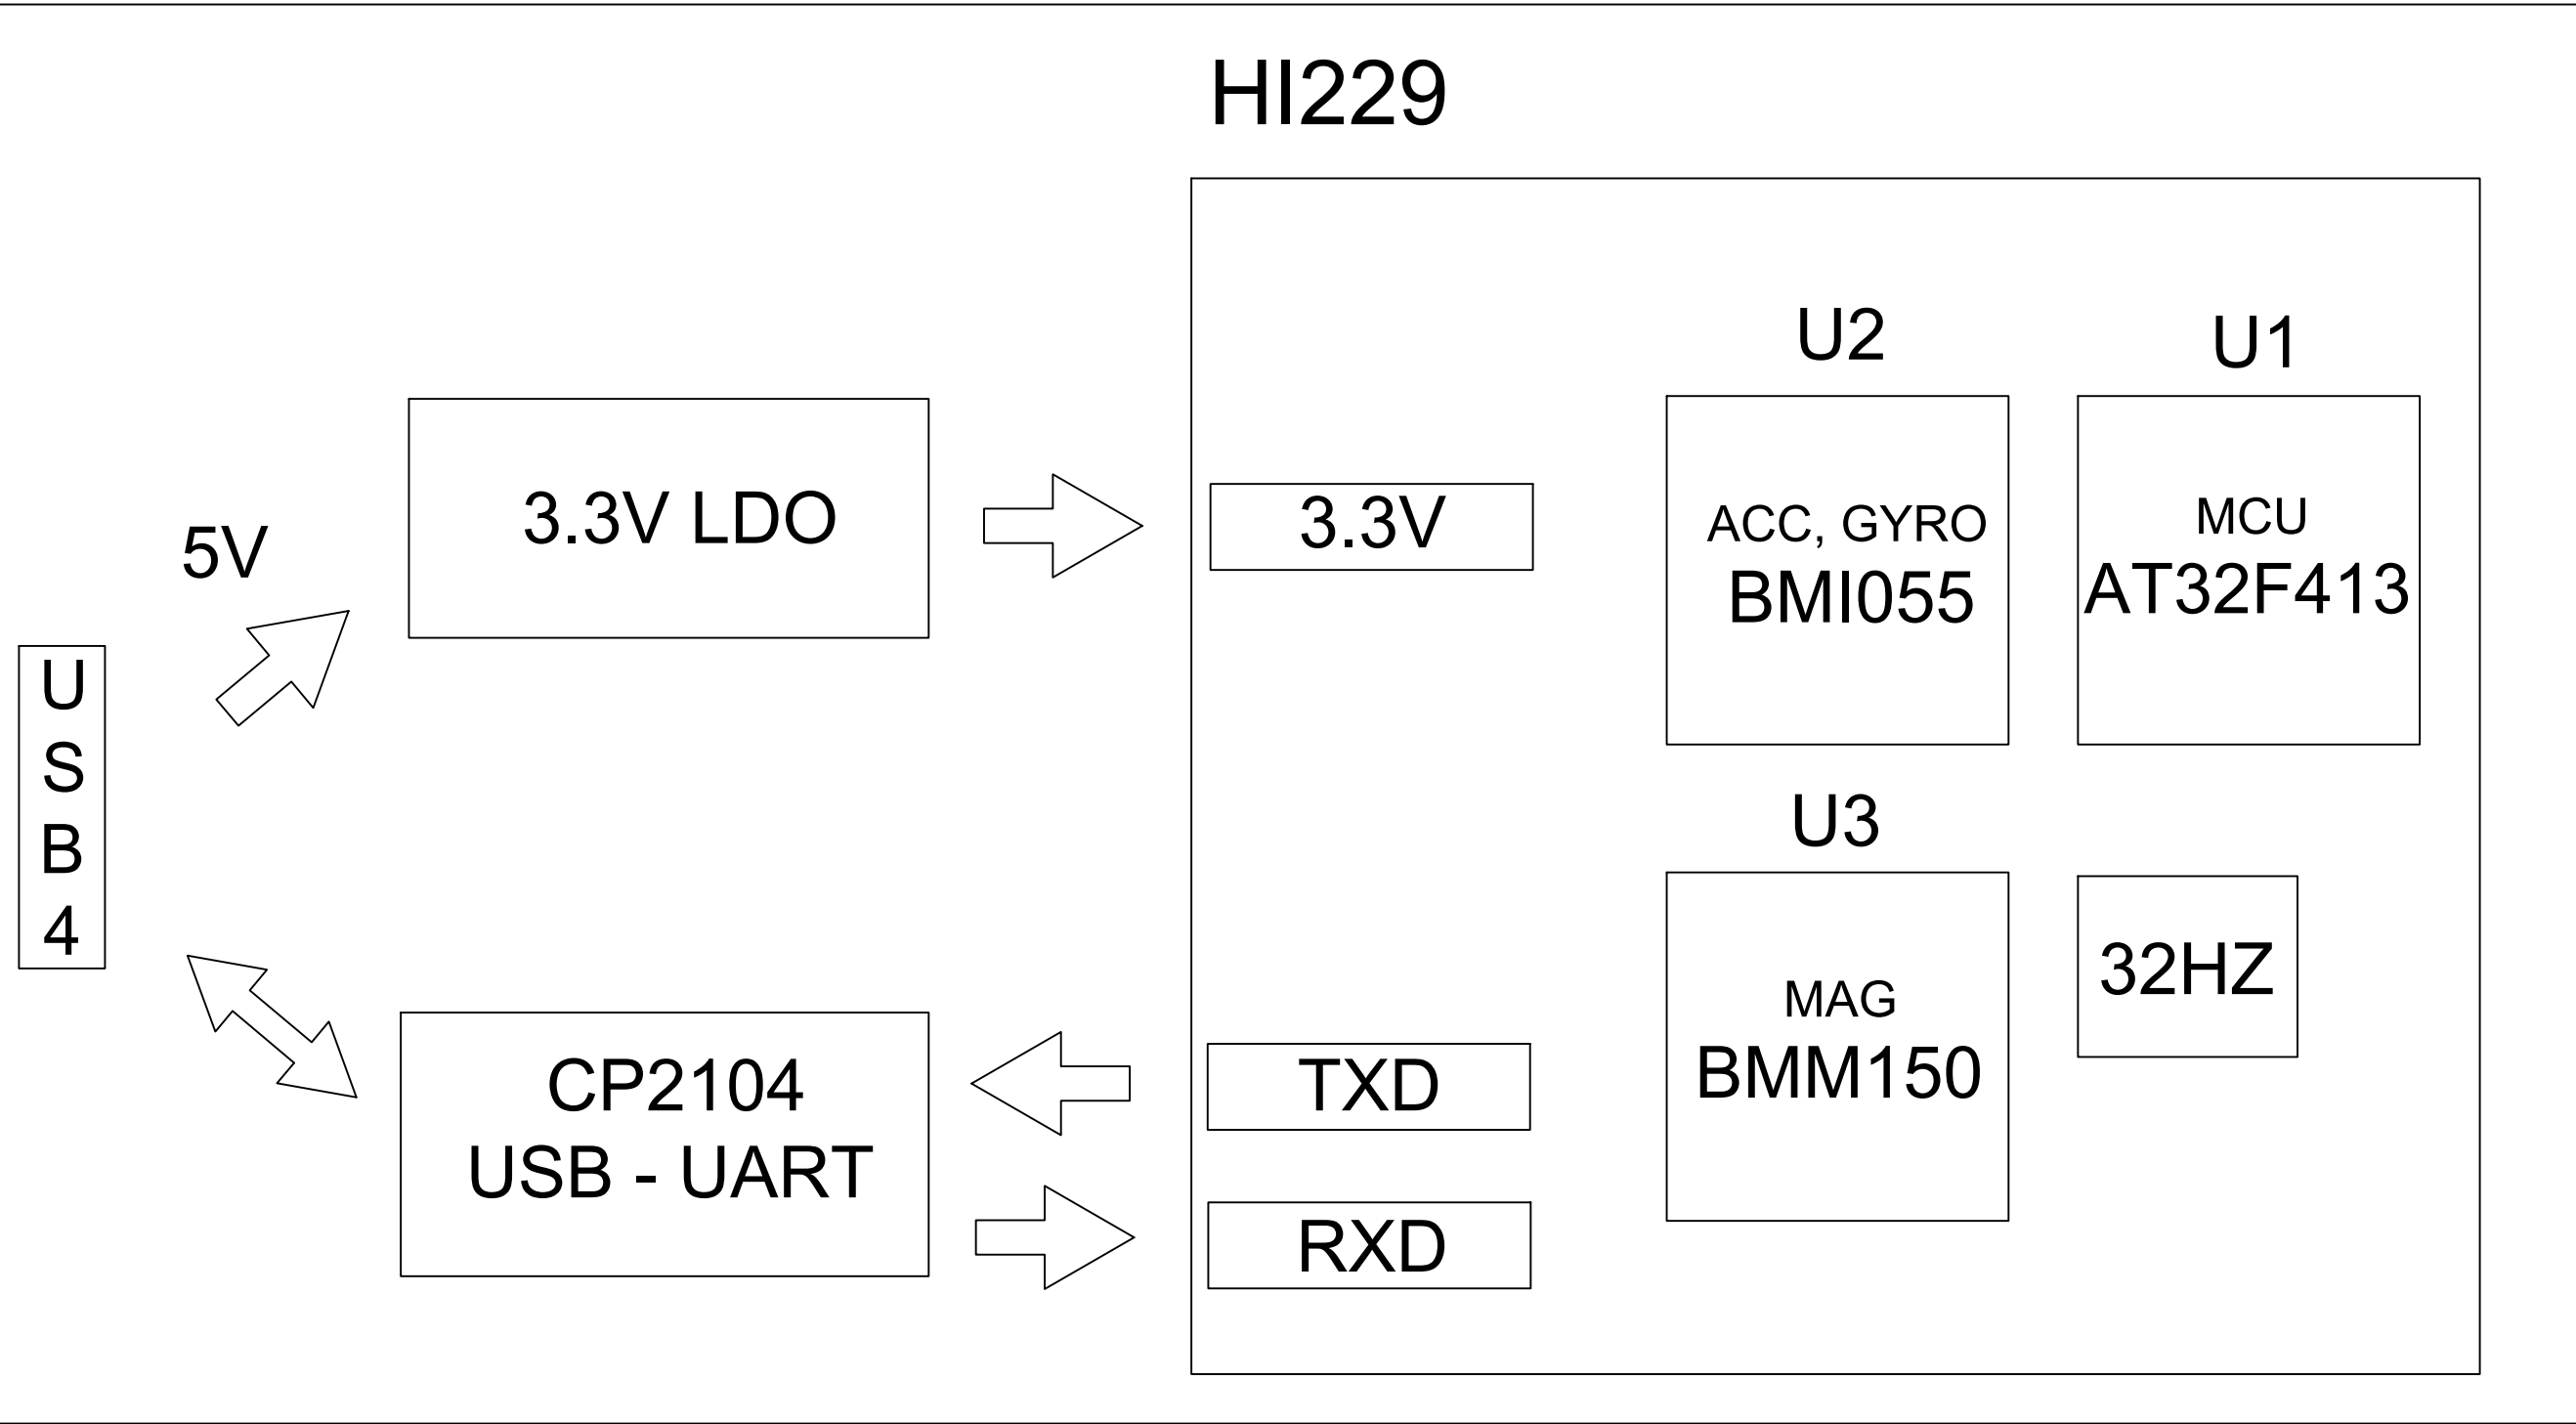 HI229
U2
U1
3.3V LDO
3.3V
ACC, GYRO
BMI055
MCU
AT32F413
5V
U
S
B
4
U3
MAG
BMM150
32HZ
CP2104
USB - UART
TXD
RXD